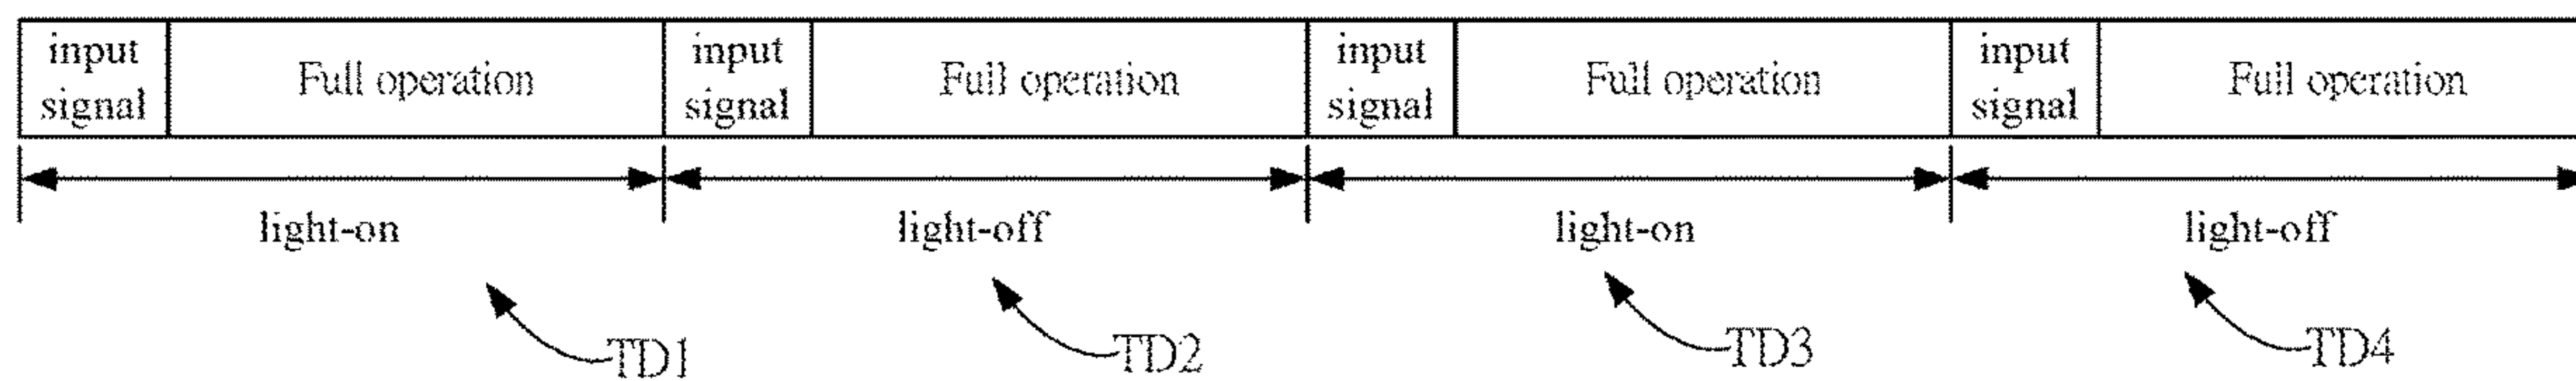 input
signal
Full operation
input
signal
Full operation
input
signal
Full operation
input
signal
Full operation
light-on
light-off
light-on
light-off
TD1
TD2
TD3
TD4